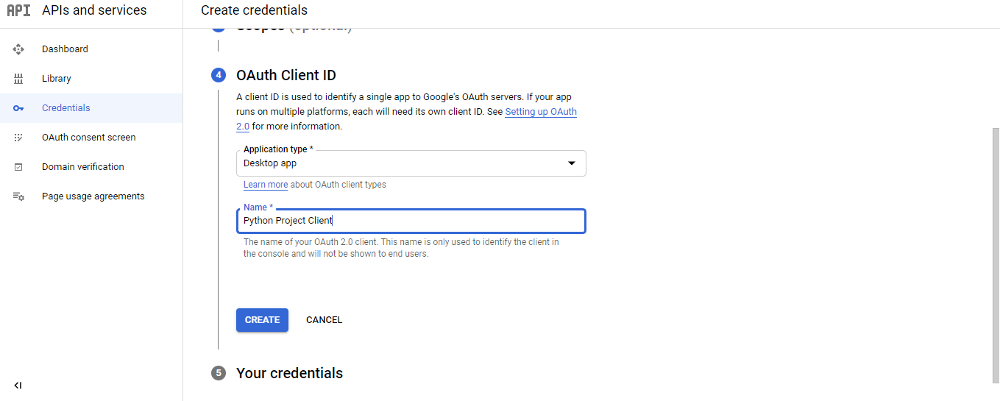 API APIs and services
Create credentials
Scopes (optional)
Dashboard
Library
Credentials
OAuth consent screen
Domain verification
Page usage agreements
4 OAuth Client ID
A client ID is used to identify a single app to Google's OAuth servers. If your app
runs on multiple platforms, each will need its own client ID. See Setting up OAuth
2.0 for more information.
Application type *
Desktop app
Learn more about OAuth client types
Name *
Python Project Client
The name of your OAuth 2.0 client. This name is only used to identify the client in
the console and will not be shown to end users.
CREATE CANCEL
5 Your credentials